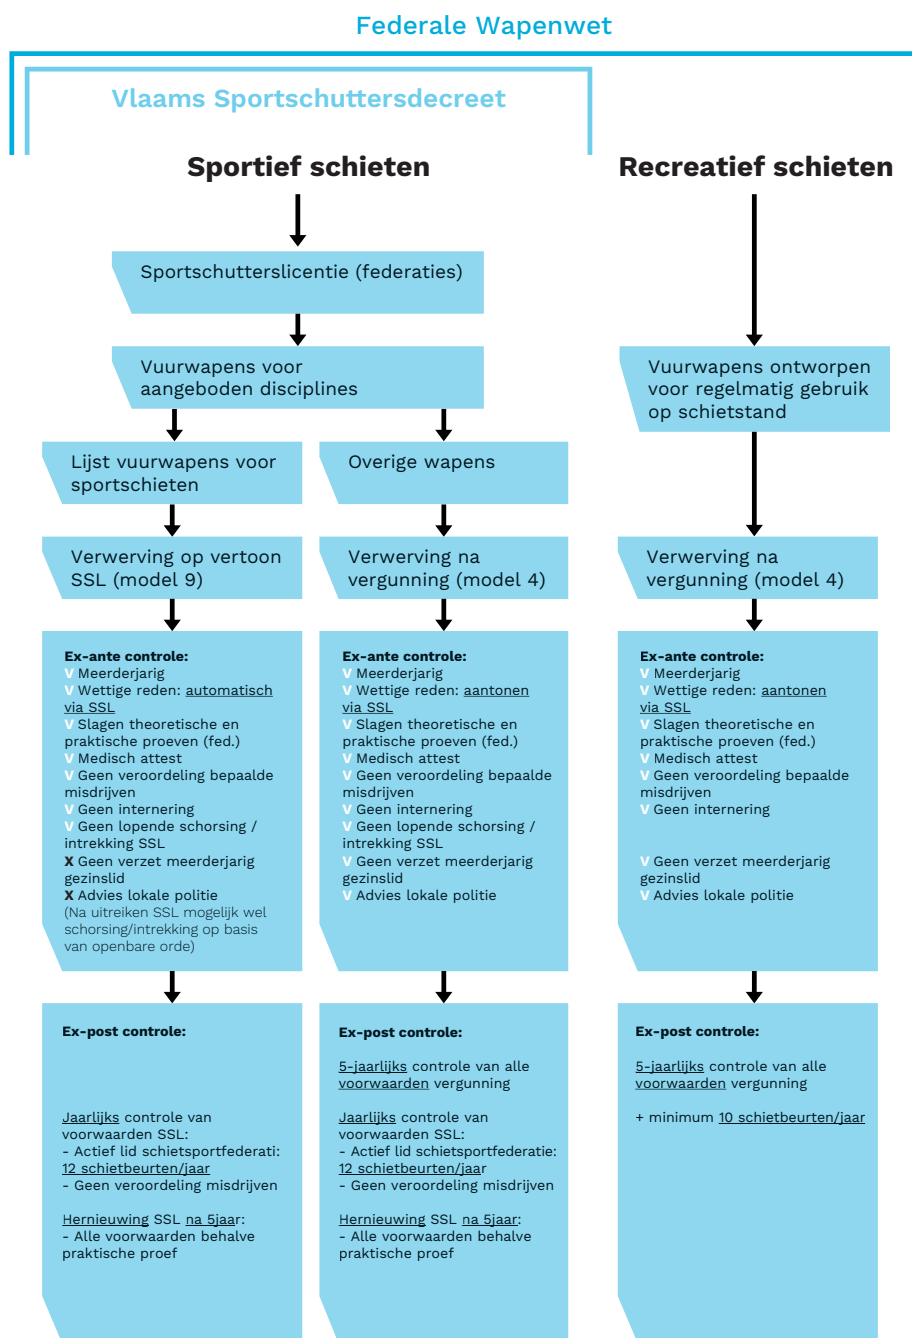 Federale Wapenwet
Vlaams Sportschuttersdecreet
Sportief schieten
Recreatief schieten
Sportschutterslicentie (federaties)
Vuurwapens voor
aangeboden disciplines
Vuurwapens ontworpen
voor regelmatig gebruik
op schietstand
Lijst vuurwapens voor
sportschieten
Overige wapens
Verwerving op vertoon
SSL (model 9)
Verwerving na
vergunning (model 4)
Verwerving na
vergunning (model 4)
Ex-ante controle:
V Meerderjarig
V Wettige reden: automatisch
via SSL
V Slagen theoretische en
praktische proeven (fed.)
V Medisch attest
V Geen veroordeling bepaalde
misdrijven
V Geen internering
V Geen lopende schorsing /
intrekking SSL
X Geen verzet meerderjarig
gezinslid
X Advies lokale politie
(Na uitreiken SSL mogelijk wel
schorsing/intrekking op basis
van openbare orde)
Ex-ante controle:
V Meerderjarig
V Wettige reden: aantonen
via SSL
V Slagen theoretische en
praktische proeven (fed.)
V Medisch attest
V Geen veroordeling bepaalde
misdrijven
V Geen internering
V Geen lopende schorsing /
intrekking SSL
V Geen verzet meerderjarig
gezinslid
V Advies lokale politie
Ex-ante controle:
V Meerderjarig
V Wettige reden: aantonen
via SSL
V Slagen theoretische en
praktische proeven (fed.)
V Medisch attest
V Geen veroordeling bepaalde
misdrijven
V Geen internering
V Geen verzet meerderjarig
gezinslid
V Advies lokale politie
Ex-post controle:
Jaarlijks controle van
voorwaarden SSL:
- Actief lid schietsportfederati:
12 schietbeurten/jaar
- Geen veroordeling misdrijven
Hernieuwing SSL na 5jaar:
- Alle voorwaarden behalve
praktische proef
Ex-post controle:
5-jaarlijks controle van alle
voorwaarden vergunning
Jaarlijks controle van
voorwaarden SSL:
- Actief lid schietsportfederatie:
12 schietbeurten/jaar
- Geen veroordeling misdrijven
Hernieuwing SSL na 5jaar:
- Alle voorwaarden behalve
praktische proef
Ex-post controle:
5-jaarlijks controle van alle
voorwaarden vergunning
+ minimum 10 schietbeurten/jaar